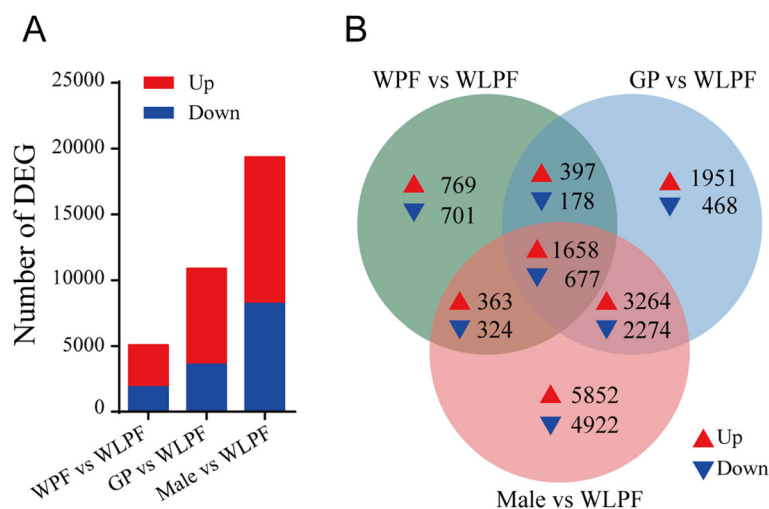 A
25000
20000
15000
10000
5000
0
Number of DEG
Up
Down
WPF vs WLPF
GP vs WLPF
Male vs WLPF
B
WPF vs WLPF
GP vs WLPF
769
701
397
178
1951
468
1658
677
363
324
3264
2274
5852
4922
Up
Down
Male vs WLPF